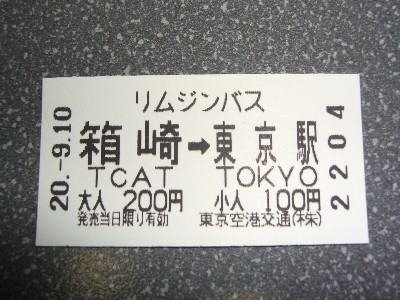 リムジンバス
箱崎→東京駅
TCAT TOKYO
大人 200円 小人 100円
発売当日限り有効 東京空港交通(株)
20.-9.10
2204